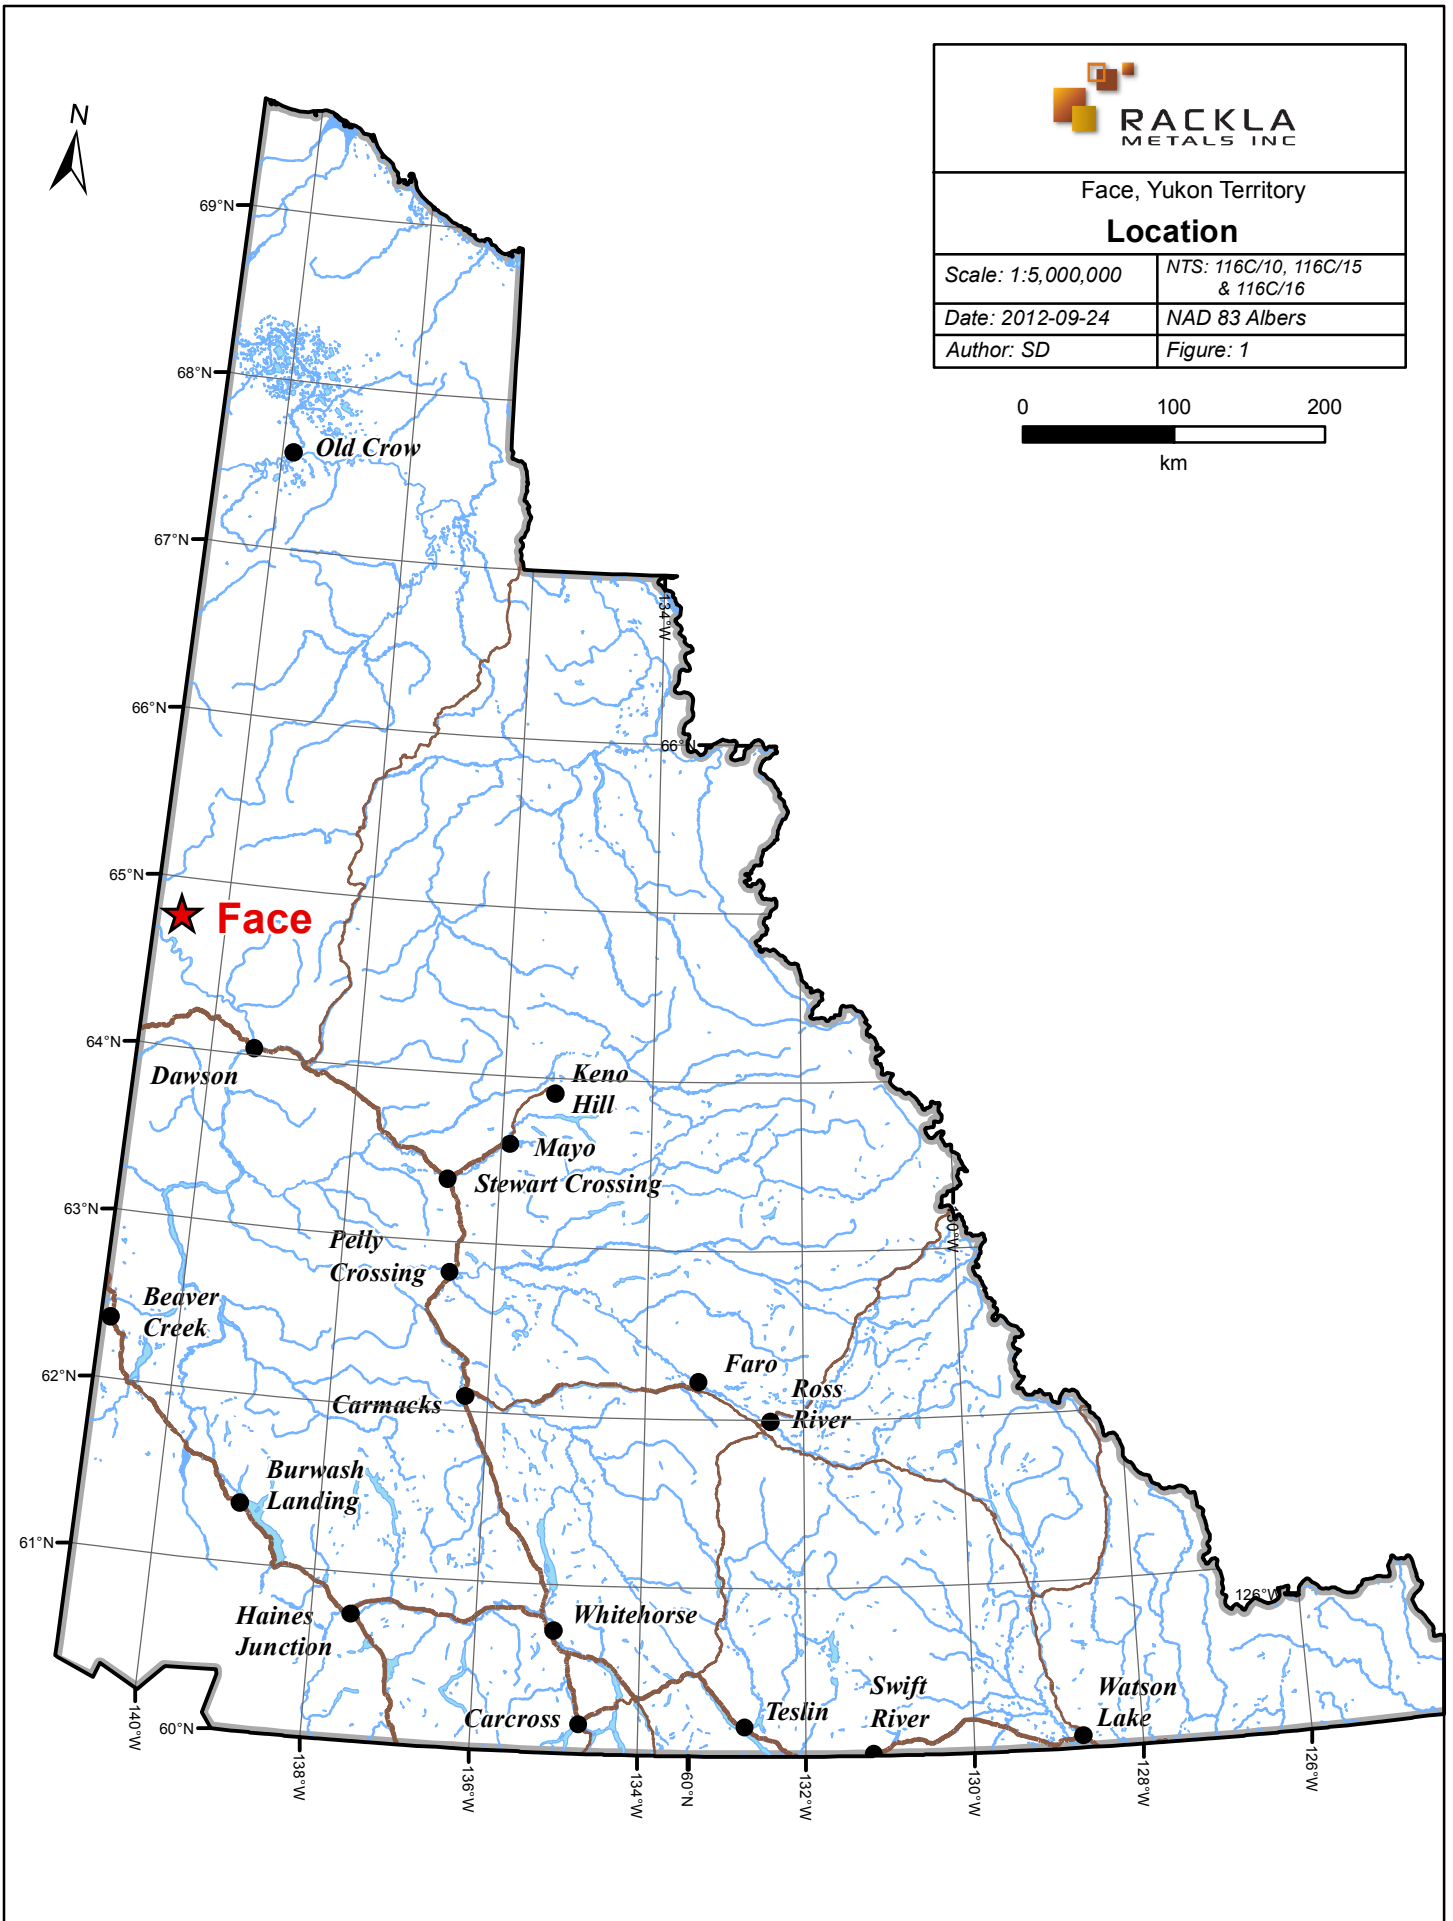 RACKLA
METALS INC
Face, Yukon Territory
Location
Scale: 1:5,000,000
NTS: 116C/10, 116C/15
& 116C/16
Date: 2012-09-24
NAD 83 Albers
Author: SD
Figure: 1
0 100 200
km
N
69°N
68°N
Old Crow
67°N
134°W
66°N
66°N
65°N
Face
64°N
Dawson
Keno
Hill
Mayo
Stewart Crossing
63°N
130°W
Pelly
Crossing
Beaver
Creek
62°N
Faro
Ross
River
Carmacks
Burwash
Landing
61°N
126°W
Haines
Junction
Whitehorse
Swift
River
Watson
Lake
Teslin
Carcross
60°N
140°W
138°W
136°W
134°W
60°N
132°W
130°W
128°W
126°W